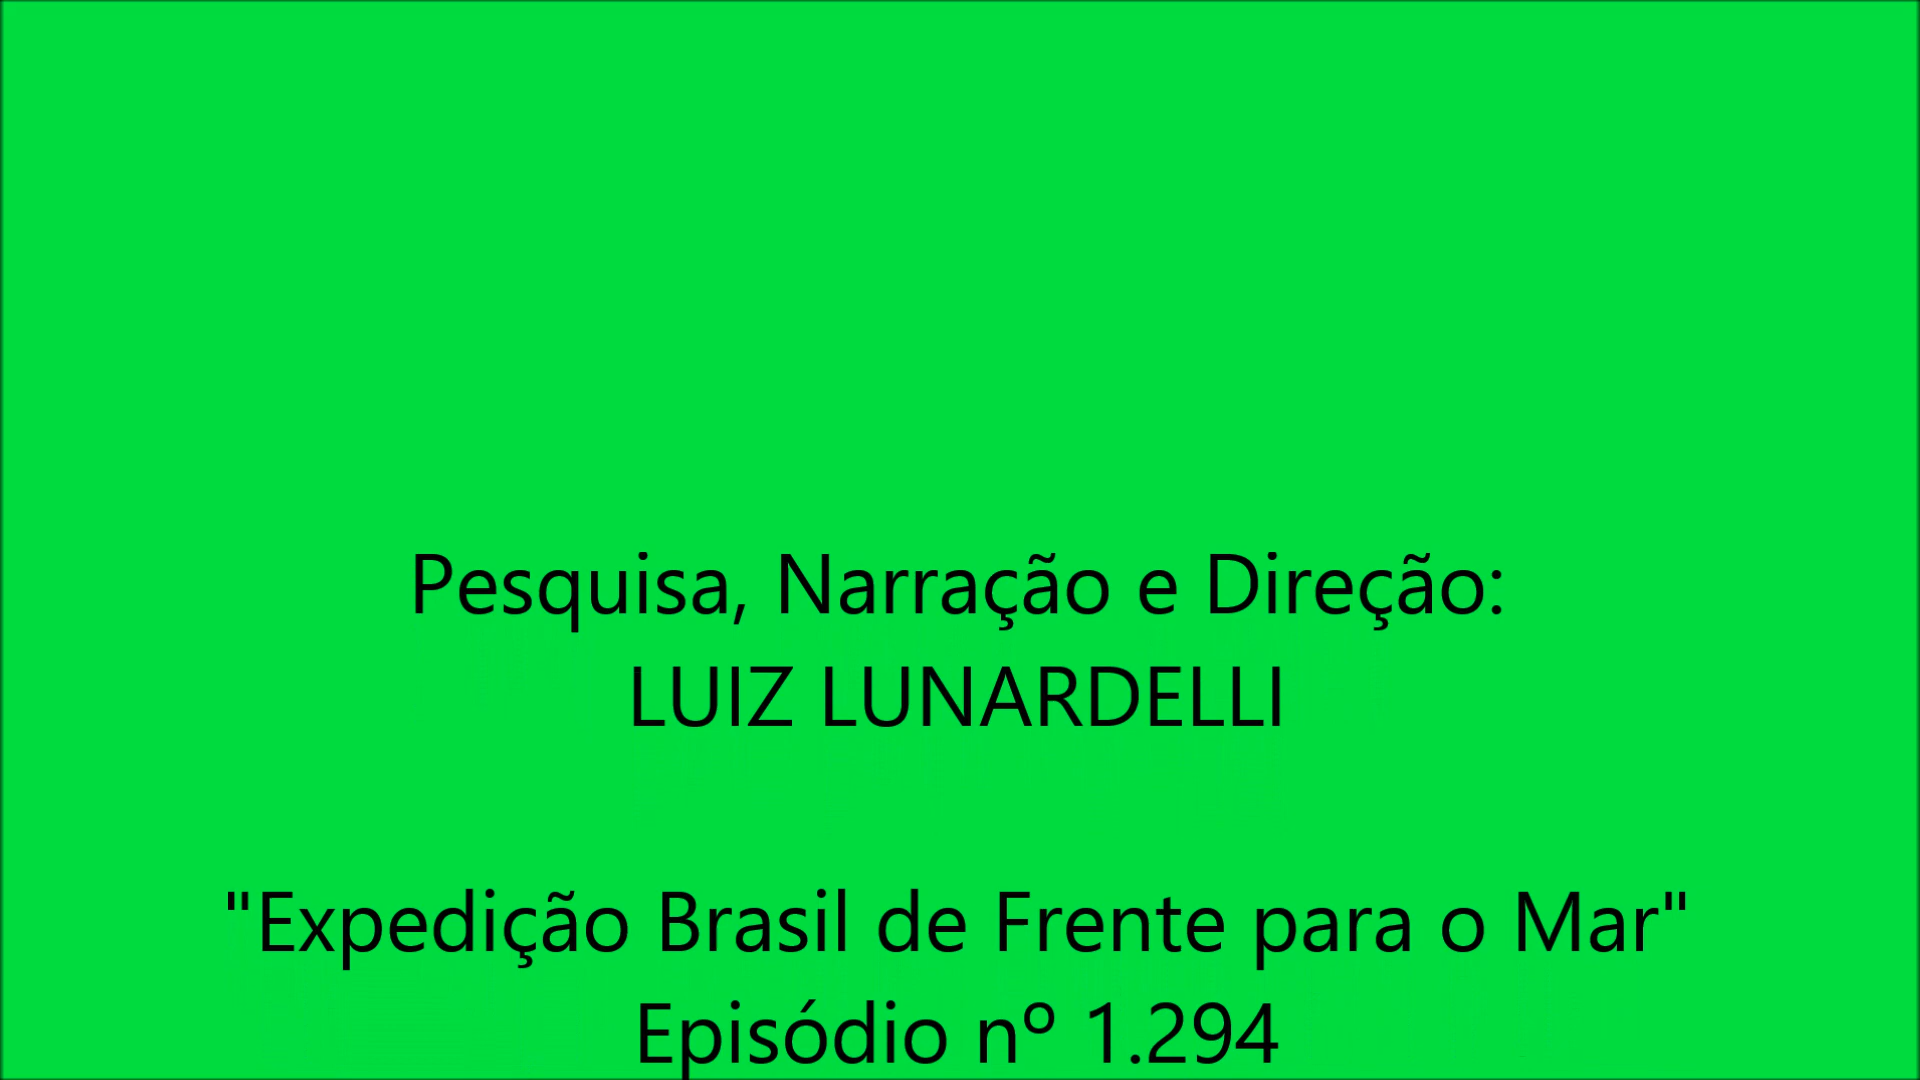 Pesquisa, Narração e Direção:
LUIZ LUNARDELLI
"Expedição Brasil de Frente para o Mar"
Episódio nº 1.294